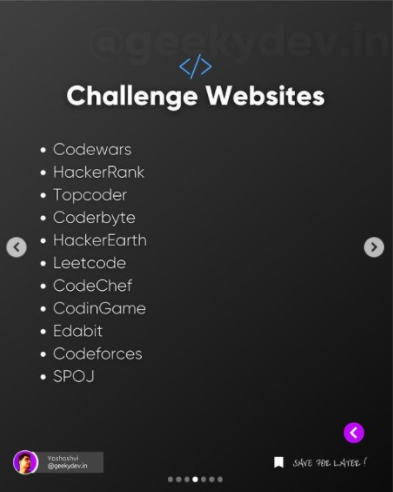 @geekydev.in
</>
Challenge Websites
• Codewars
• HackerRank
• Topcoder
• Coderbyte
• HackerEarth
• Leetcode
• CodeChef
• CodinGame
• Edabit
• Codeforces
• SPOJ
Yashashvi
@geekydev.in
SAVE FOR LATER !